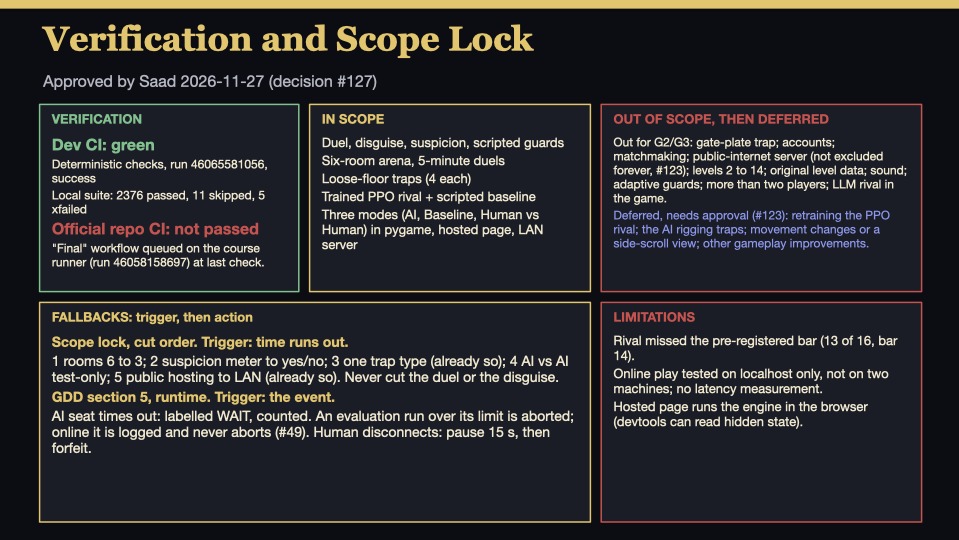 Verification and Scope Lock
Approved by Saad 2026-11-27 (decision #127)
VERIFICATION
Dev CI: green
Deterministic checks, run 46065581056,
success
Local suite: 2376 passed, 11 skipped, 5
xfailed
Official repo CI: not passed
"Final" workflow queued on the course
runner (run 46058158697) at last check.
IN SCOPE
Duel, disguise, suspicion, scripted guards
Six-room arena, 5-minute duels
Loose-floor traps (4 each)
Trained PPO rival + scripted baseline
Three modes (AI, Baseline, Human vs
Human) in pygame, hosted page, LAN
server
OUT OF SCOPE, THEN DEFERRED
Out for G2/G3: gate-plate trap; accounts;
matchmaking; public-internet server (not excluded
forever, #123); levels 2 to 14; original level data; sound;
adaptive guards; more than two players; LLM rival in
the game.
Deferred, needs approval (#123): retraining the PPO
rival; the AI rigging traps; movement changes or a
side-scroll view; other gameplay improvements.
FALLBACKS: trigger, then action
Scope lock, cut order. Trigger: time runs out.
1 rooms 6 to 3; 2 suspicion meter to yes/no; 3 one trap type (already so); 4 AI vs AI
test-only; 5 public hosting to LAN (already so). Never cut the duel or the disguise.
GDD section 5, runtime. Trigger: the event.
AI seat times out: labelled WAIT, counted. An evaluation run over its limit is aborted;
online it is logged and never aborts (#49). Human disconnects: pause 15 s, then
forfeit.
LIMITATIONS
Rival missed the pre-registered bar (13 of 16, bar
14).
Online play tested on localhost only, not on two
machines; no latency measurement.
Hosted page runs the engine in the browser
(devtools can read hidden state).